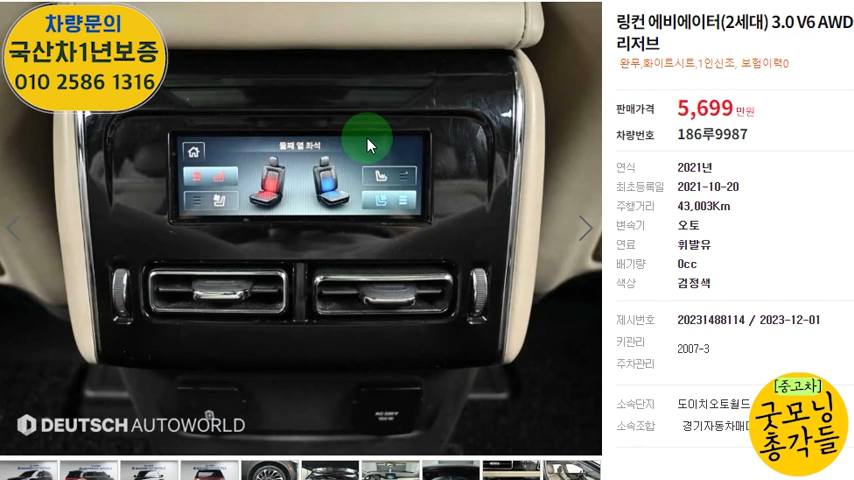 차량문의
국산차1년보증
010 2586 1316
둘째 열 좌석
DEUTSCH AUTOWORLD
링컨 에비에이터(2세대) 3.0 V6 AWD
리저브
완무,화이트시트,1인신조, 보험이력0
판매가격 5,699 만원
차량번호 186루9987
연식 2021년
최초등록일 2021-10-20
주행거리 43,003Km
변속기 오토
연료 휘발유
배기량 0cc
색상 검정색
제시번호 20231488114 / 2023-12-01
키관리 2007-3
주차관리
소속단지 도이치오토월드
소속조합 경기자동차매
[중고차]
굿모닝
총각들